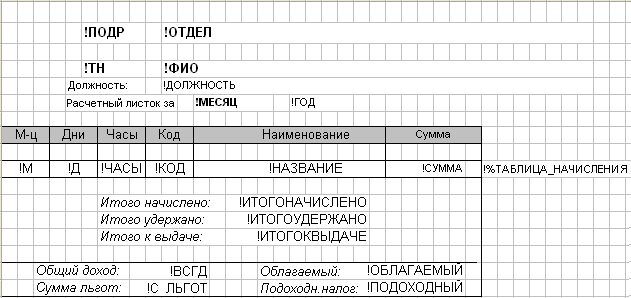 !ПОДР !ОТДЕЛ
!ТН !ФИО
Должность: !ДОЛЖНОСТЬ
Расчетный листок за !МЕСЯЦ !ГОД
М-ц Дни Часы Код Наименование Сумма
!М !Д !ЧАСЫ !КОД !НАЗВАНИЕ !СУММА !%ТАБЛИЦА_НАЧИСЛЕНИЯ
Итого начислено: !ИТОГОНАЧИСЛЕНО
Итого удержано: !ИТОГОУДЕРЖАНО
Итого к выдаче: !ИТОГОКВЫДАЧЕ
Общий доход: !ВСГД Облагаемый: !ОБЛАГАЕМЫЙ
Сумма льгот: !С_ЛЬГОТ Подоходн.налог: !ПОДОХОДНЫЙ